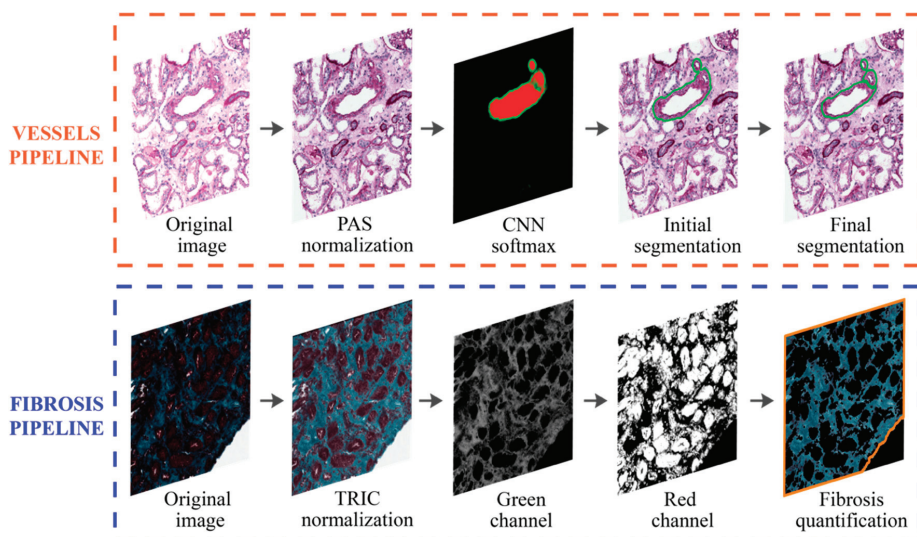 VESSELS
PIPELINE
Original
image
PAS
normalization
CNN
softmax
Initial
segmentation
Final
segmentation
FIBROSIS
PIPELINE
Original
image
TRIC
normalization
Green
channel
Red
channel
Fibrosis
quantification